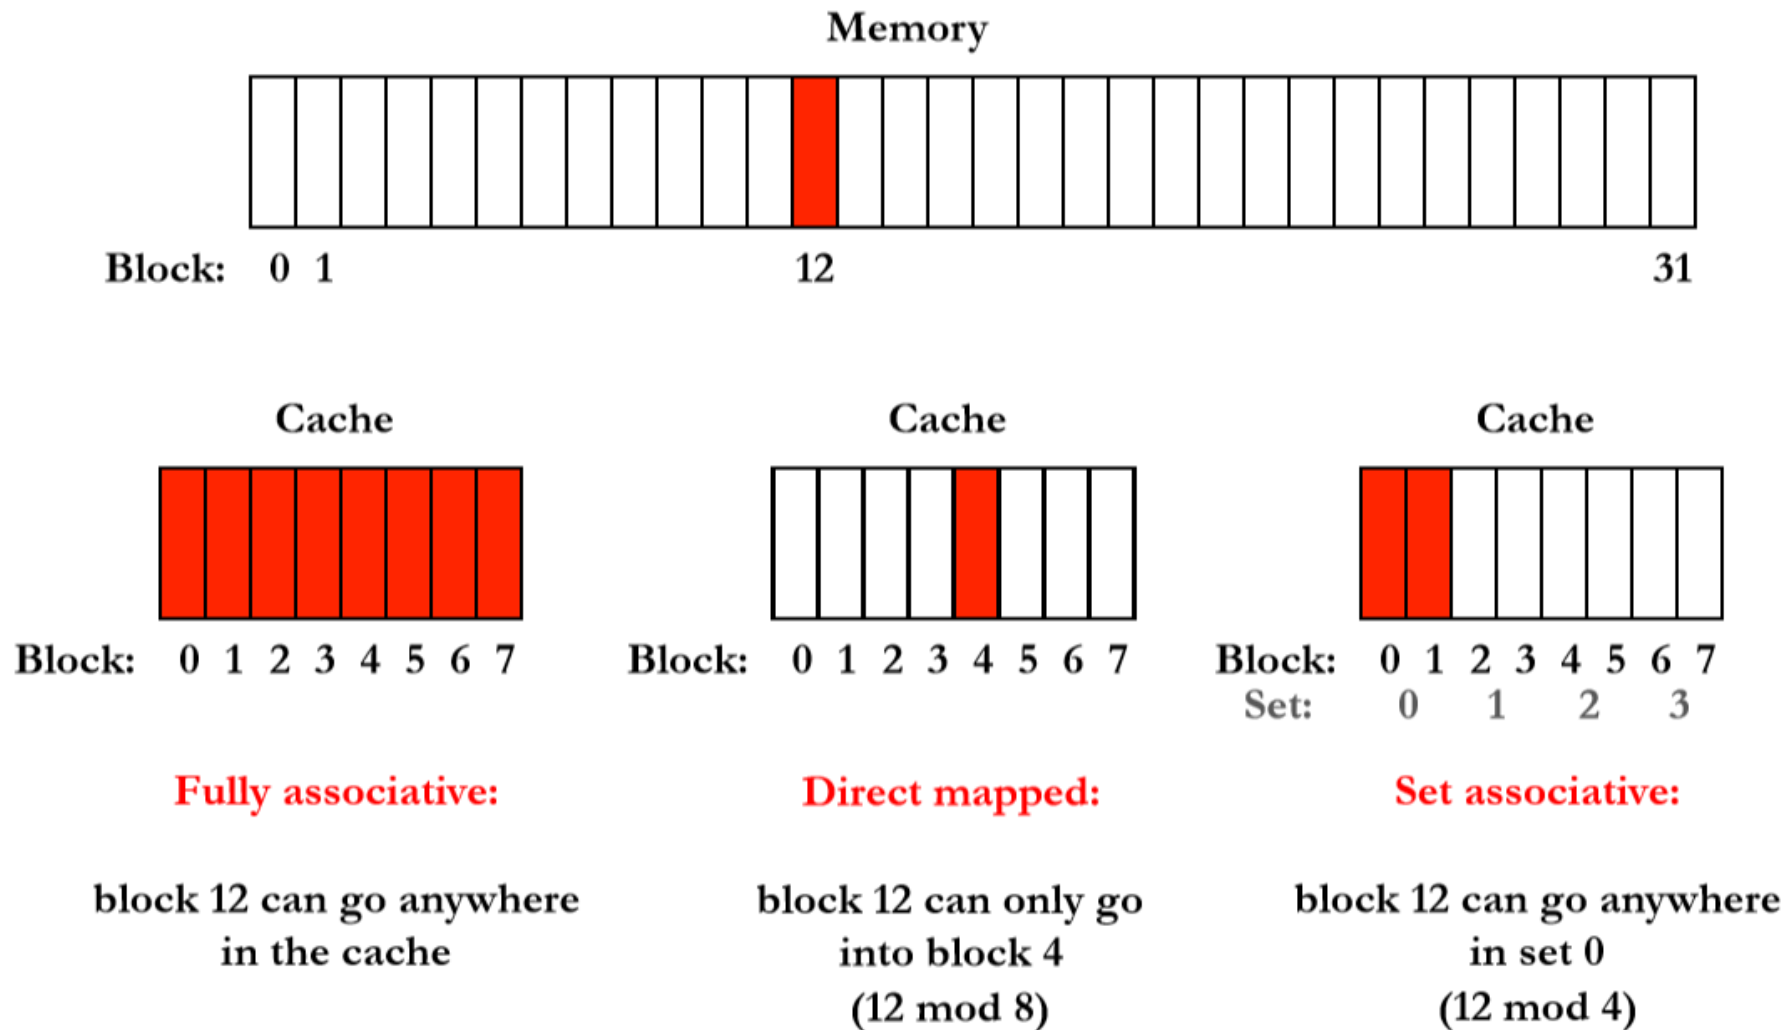 Memory
Block: 0 1 12 31
Cache Cache Cache
Block: 0 1 2 3 4 5 6 7 Block: 0 1 2 3 4 5 6 7 Block: 0 1 2 3 4 5 6 7
Set: 0 1 2 3
Fully associative:
block 12 can go anywhere
in the cache
Direct mapped:
block 12 can only go
into block 4
(12 mod 8)
Set associative:
block 12 can go anywhere
in set 0
(12 mod 4)